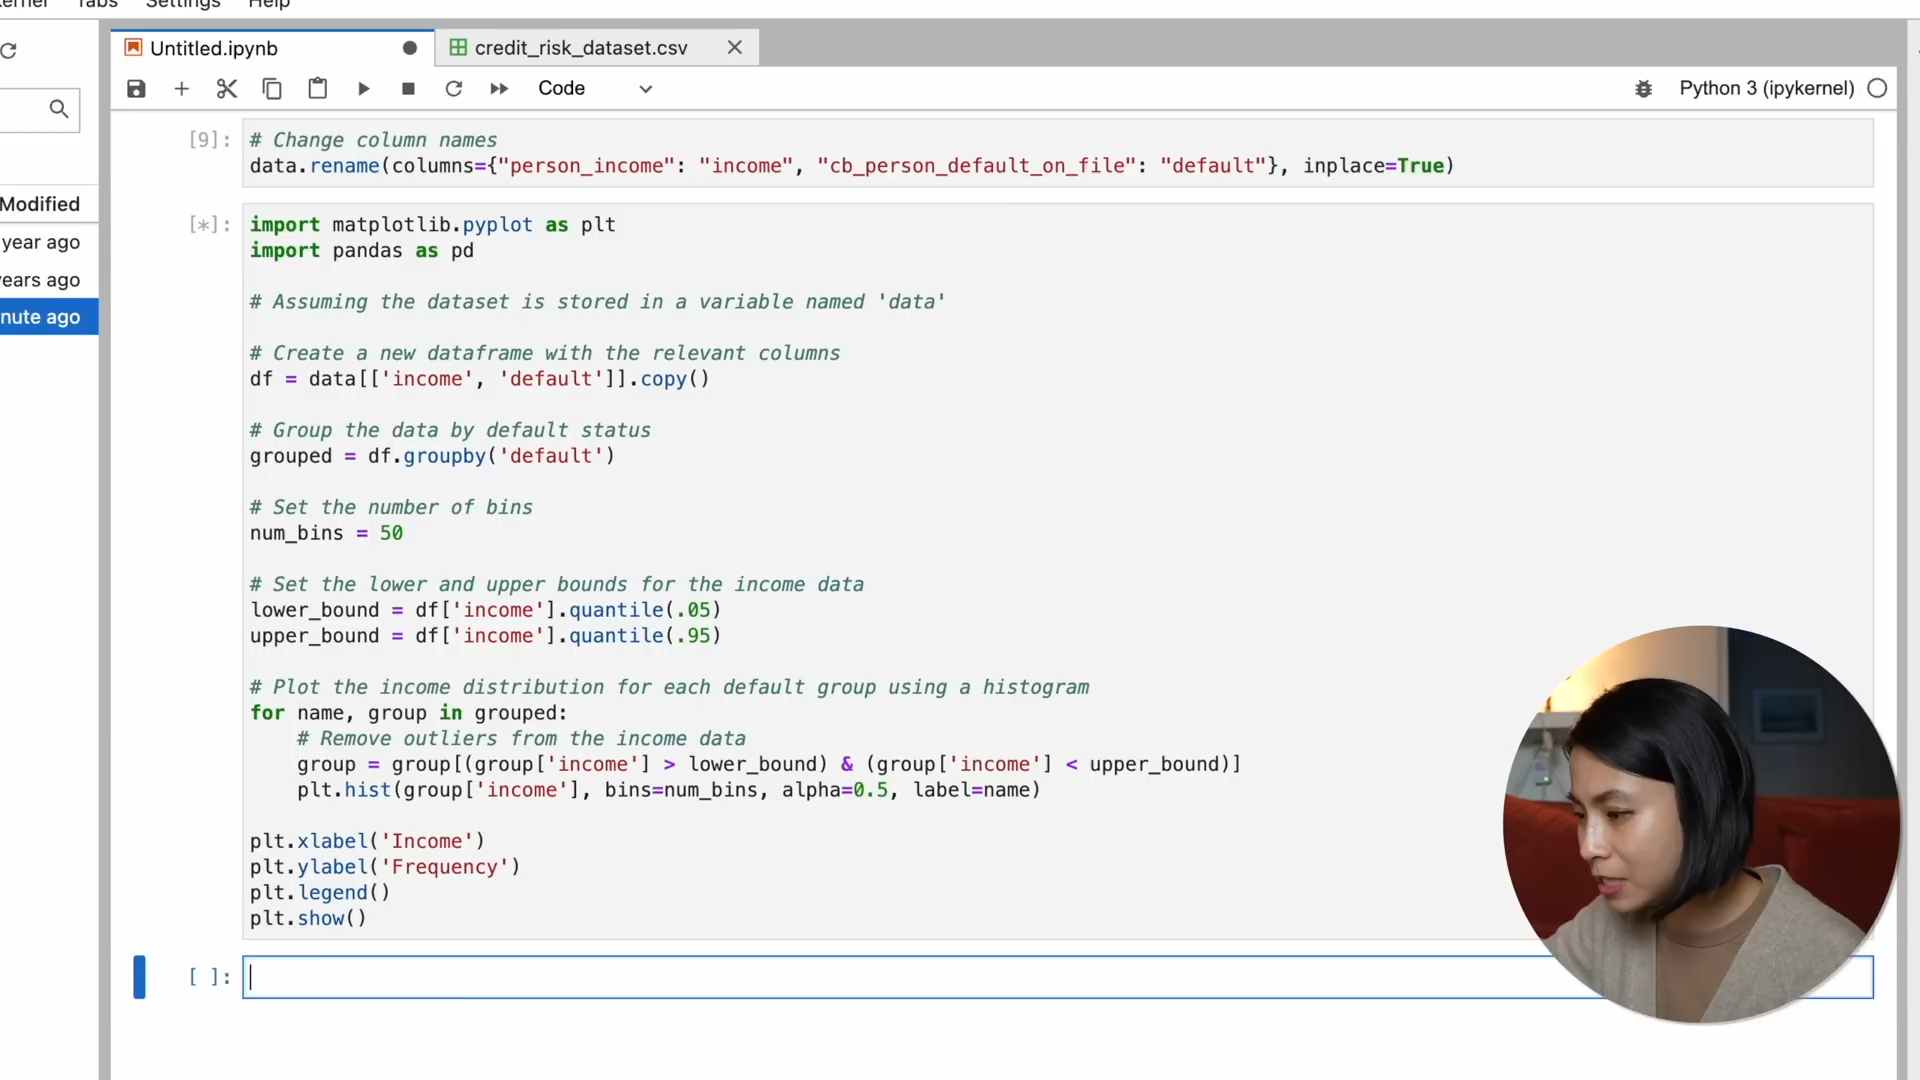 Tabs Settings Help
Untitled.ipynb
credit_risk_dataset.csv
Code
Python 3 (ipykernel)
Modified
year ago
ago
ago
[9]:
# Change column names
data.rename(columns={"person_income": "income", "cb_person_default_on_file": "default"}, inplace=True)
[*]:
import matplotlib.pyplot as plt
import pandas as pd
# Assuming the dataset is stored in a variable named 'data'
# Create a new dataframe with the relevant columns
df = data[['income', 'default']].copy()
# Group the data by default status
grouped = df.groupby('default')
# Set the number of bins
num_bins = 50
# Set the lower and upper bounds for the income data
lower_bound = df['income'].quantile(.05)
upper_bound = df['income'].quantile(.95)
# Plot the income distribution for each default group using a histogram
for name, group in grouped:
# Remove outliers from the income data
group = group[(group['income'] > lower_bound) & (group['income'] < upper_bound)]
plt.hist(group['income'], bins=num_bins, alpha=0.5, label=name)
plt.xlabel('Income')
plt.ylabel('Frequency')
plt.legend()
plt.show()
[ ]: